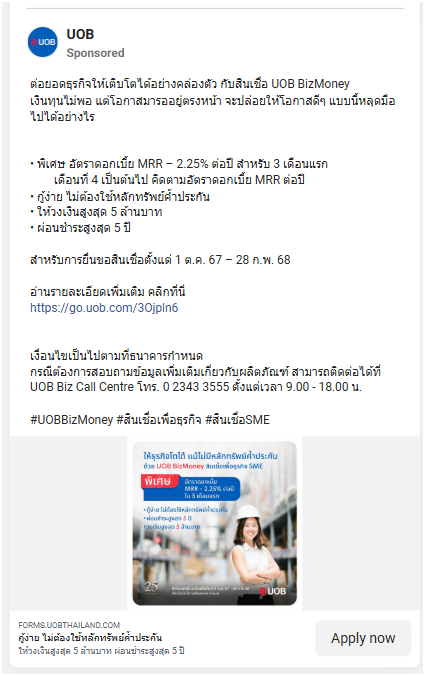 UOB
UOB
Sponsored
ต่อยอดธุรกิจให้เติบโตได้อย่างคล่องตัว กับสินเชื่อ UOB BizMoney
เงินทุนไม่พอ แต่โอกาสมารออยู่ตรงหน้า จะปล่อยให้โอกาสดีๆ แบบนี้หลุดมือ
ไปได้อย่างไร
• พิเศษ อัตราดอกเบี้ย MRR – 2.25% ต่อปี สำหรับ 3 เดือนแรก
เดือนที่ 4 เป็นต้นไป คิดตามอัตราดอกเบี้ย MRR ต่อปี
• กู้ง่าย ไม่ต้องใช้หลักทรัพย์ค้ำประกัน
• ให้วงเงินสูงสุด 5 ล้านบาท
• ผ่อนชำระสูงสุด 5 ปี
สำหรับการยื่นขอสินเชื่อตั้งแต่ 1 ต.ค. 67 – 28 ก.พ. 68
อ่านรายละเอียดเพิ่มเติม คลิกที่นี่
https://go.uob.com/3Ojpln6
เงื่อนไขเป็นไปตามที่ธนาคารกำหนด
กรณีต้องการสอบถามข้อมูลเพิ่มเติมเกี่ยวกับผลิตภัณฑ์ สามารถติดต่อได้ที่
UOB Biz Call Centre โทร. 0 2343 3555 ตั้งแต่เวลา 9.00 - 18.00 น.
#UOBBizMoney #สินเชื่อเพื่อธุรกิจ #สินเชื่อSME
ให้ธุรกิจโตได้ แม้ไม่มีหลักทรัพย์ค้ำประกัน
ด้วย UOB BizMoney สินเชื่อเพื่อธุรกิจ SME
พิเศษ
อัตราดอกเบี้ย
MRR – 2.25% ต่อปี
ใน 3 เดือนแรก
• กู้ง่าย ไม่ต้องใช้หลักทรัพย์ค้ำประกัน
• ผ่อนชำระสูงสุด 5 ปี
• วงเงินสูงสุด 5 ล้านบาท
25
UOB
FORMS.UOBTHAILAND.COM
กู้ง่าย ไม่ต้องใช้หลักทรัพย์ค้ำประกัน
ให้วงเงินสูงสุด 5 ล้านบาท ผ่อนชำระสูงสุด 5 ปี
Apply now